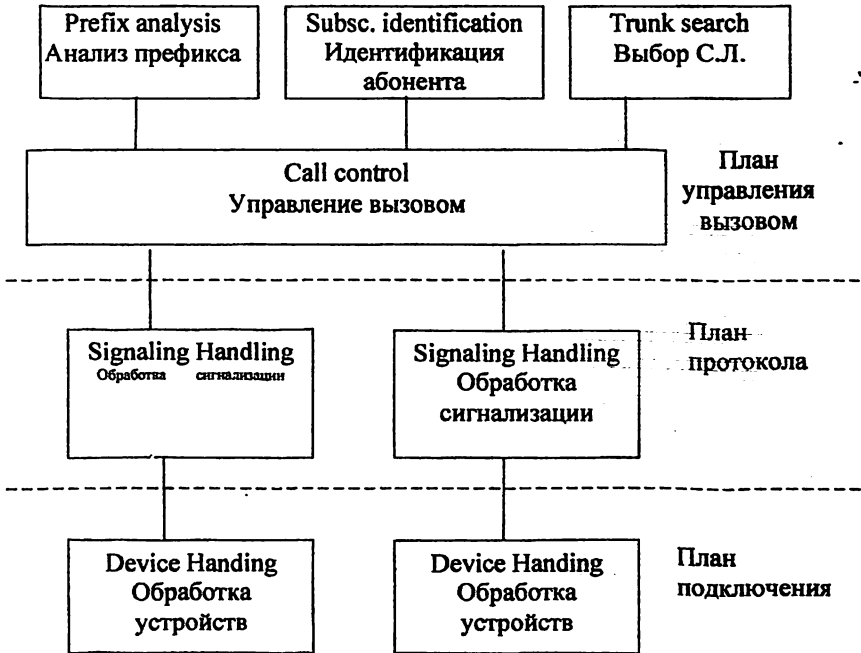 Prefix analysis
Анализ префикса
Subsc. identification
Идентификация
абонента
Trunk search
Выбор С.Л.
Call control
Управление вызовом
План
управления
вызовом
Signaling Handling
Обработка сигнализации
Signaling Handling
Обработка
сигнализации
План
протокола
Device Handing
Обработка
устройств
Device Handing
Обработка
устройств
План
подключения